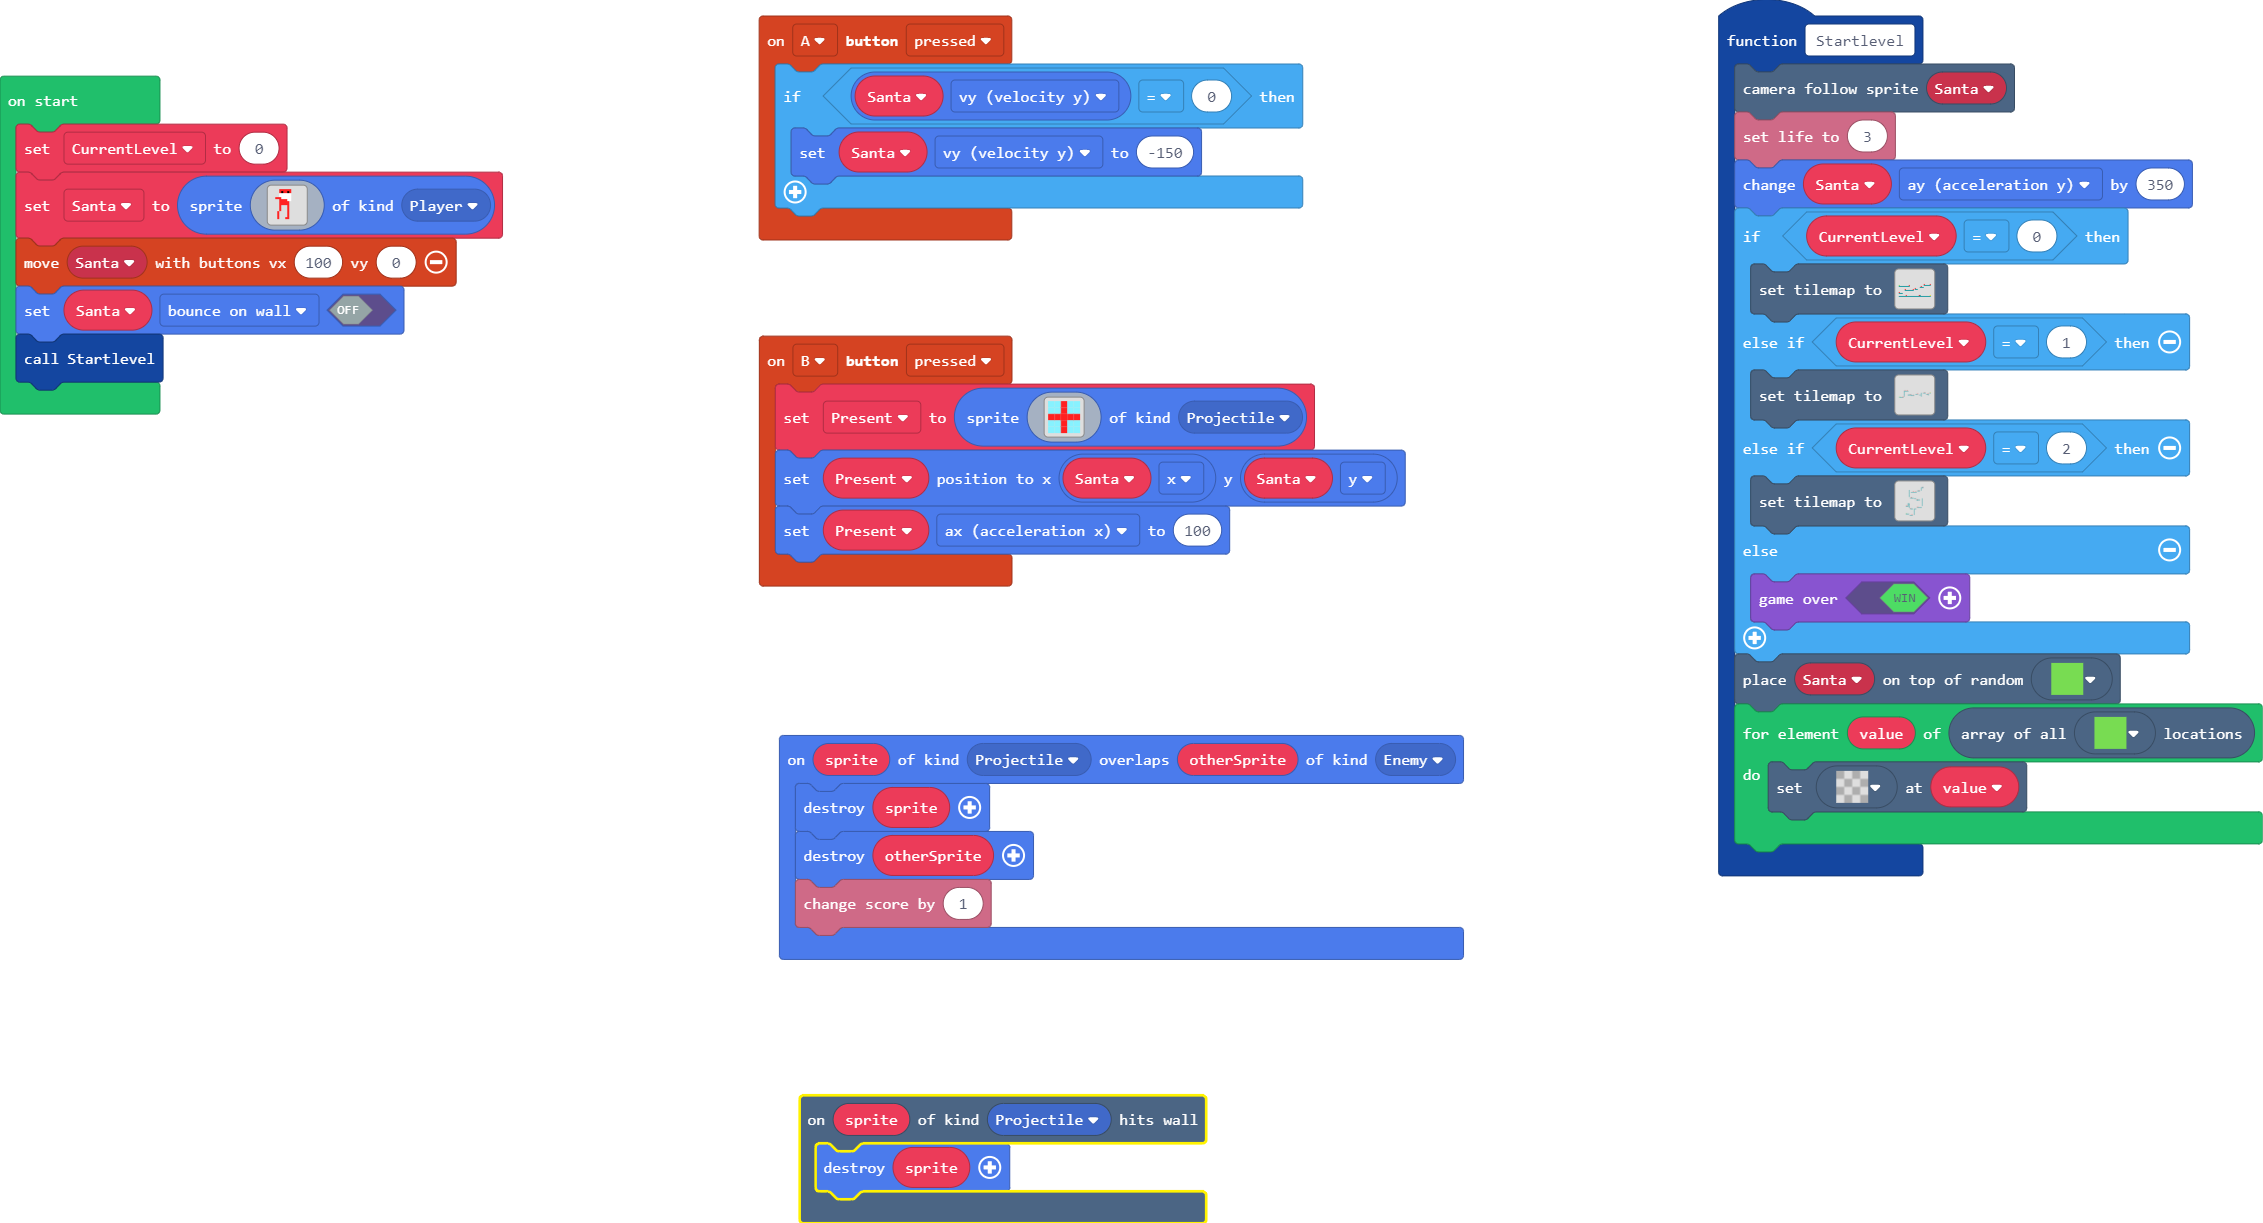 on start
set CurrentLevel to 0
set Santa to sprite of kind Player
move Santa with buttons vx 100 vy 0
set Santa bounce on wall OFF
call Startlevel
on A button pressed
if Santa vy (velocity y) = 0 then
set Santa vy (velocity y) to -150
on B button pressed
set Present to sprite of kind Projectile
set Present position to x Santa x y Santa y
set Present ax (acceleration x) to 100
on sprite of kind Projectile overlaps otherSprite of kind Enemy
destroy sprite
destroy otherSprite
change score by 1
on sprite of kind Projectile hits wall
destroy sprite
function Startlevel
camera follow sprite Santa
set life to 3
change Santa ay (acceleration y) by 350
if CurrentLevel = 0 then
set tilemap to
else if CurrentLevel = 1 then
set tilemap to
else if CurrentLevel = 2 then
set tilemap to
else
game over WIN
place Santa on top of random
for element value of array of all locations
do set at value